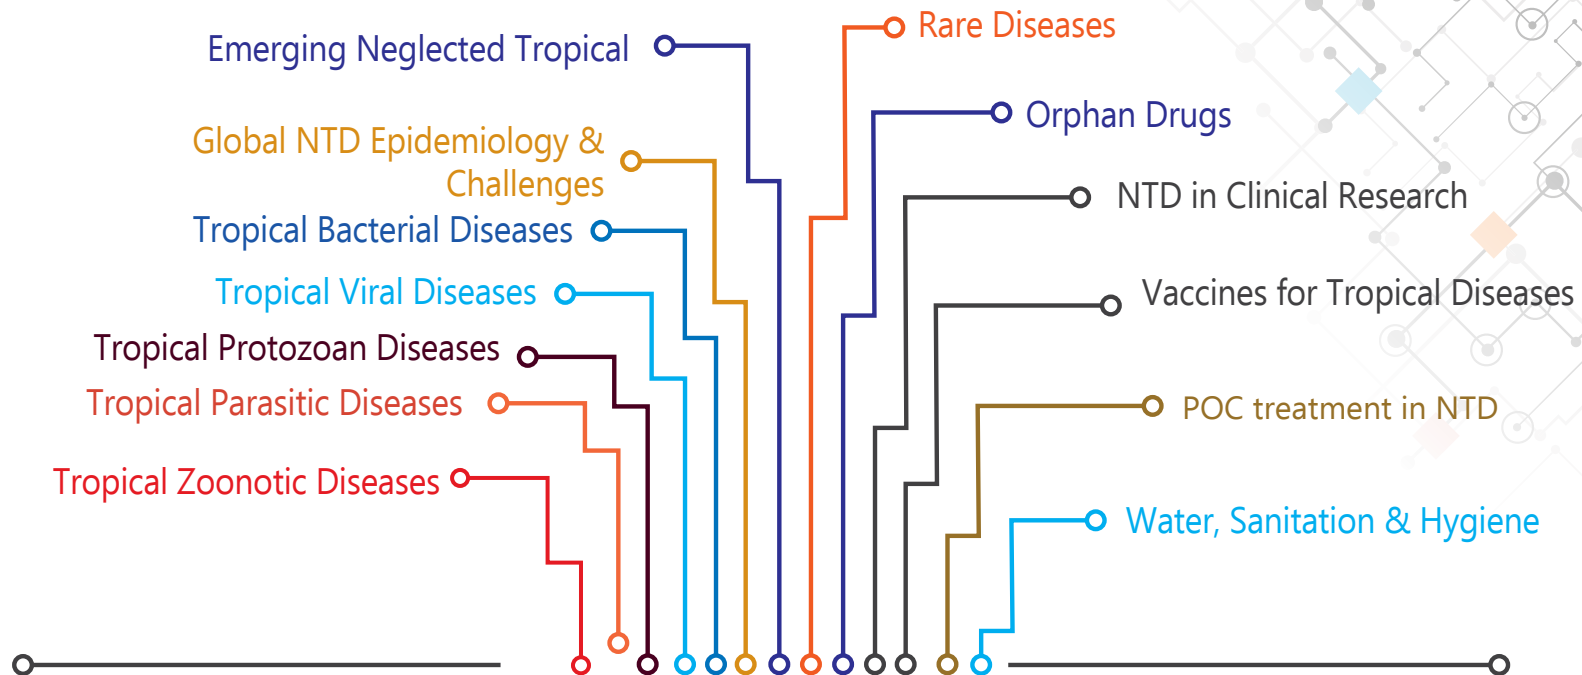 Emerging Neglected Tropical
Global NTD Epidemiology &
Challenges
Tropical Bacterial Diseases
Tropical Viral Diseases
Tropical Protozoan Diseases
Tropical Parasitic Diseases
Tropical Zoonotic Diseases
Rare Diseases
Orphan Drugs
NTD in Clinical Research
Vaccines for Tropical Diseases
POC treatment in NTD
Water, Sanitation & Hygiene